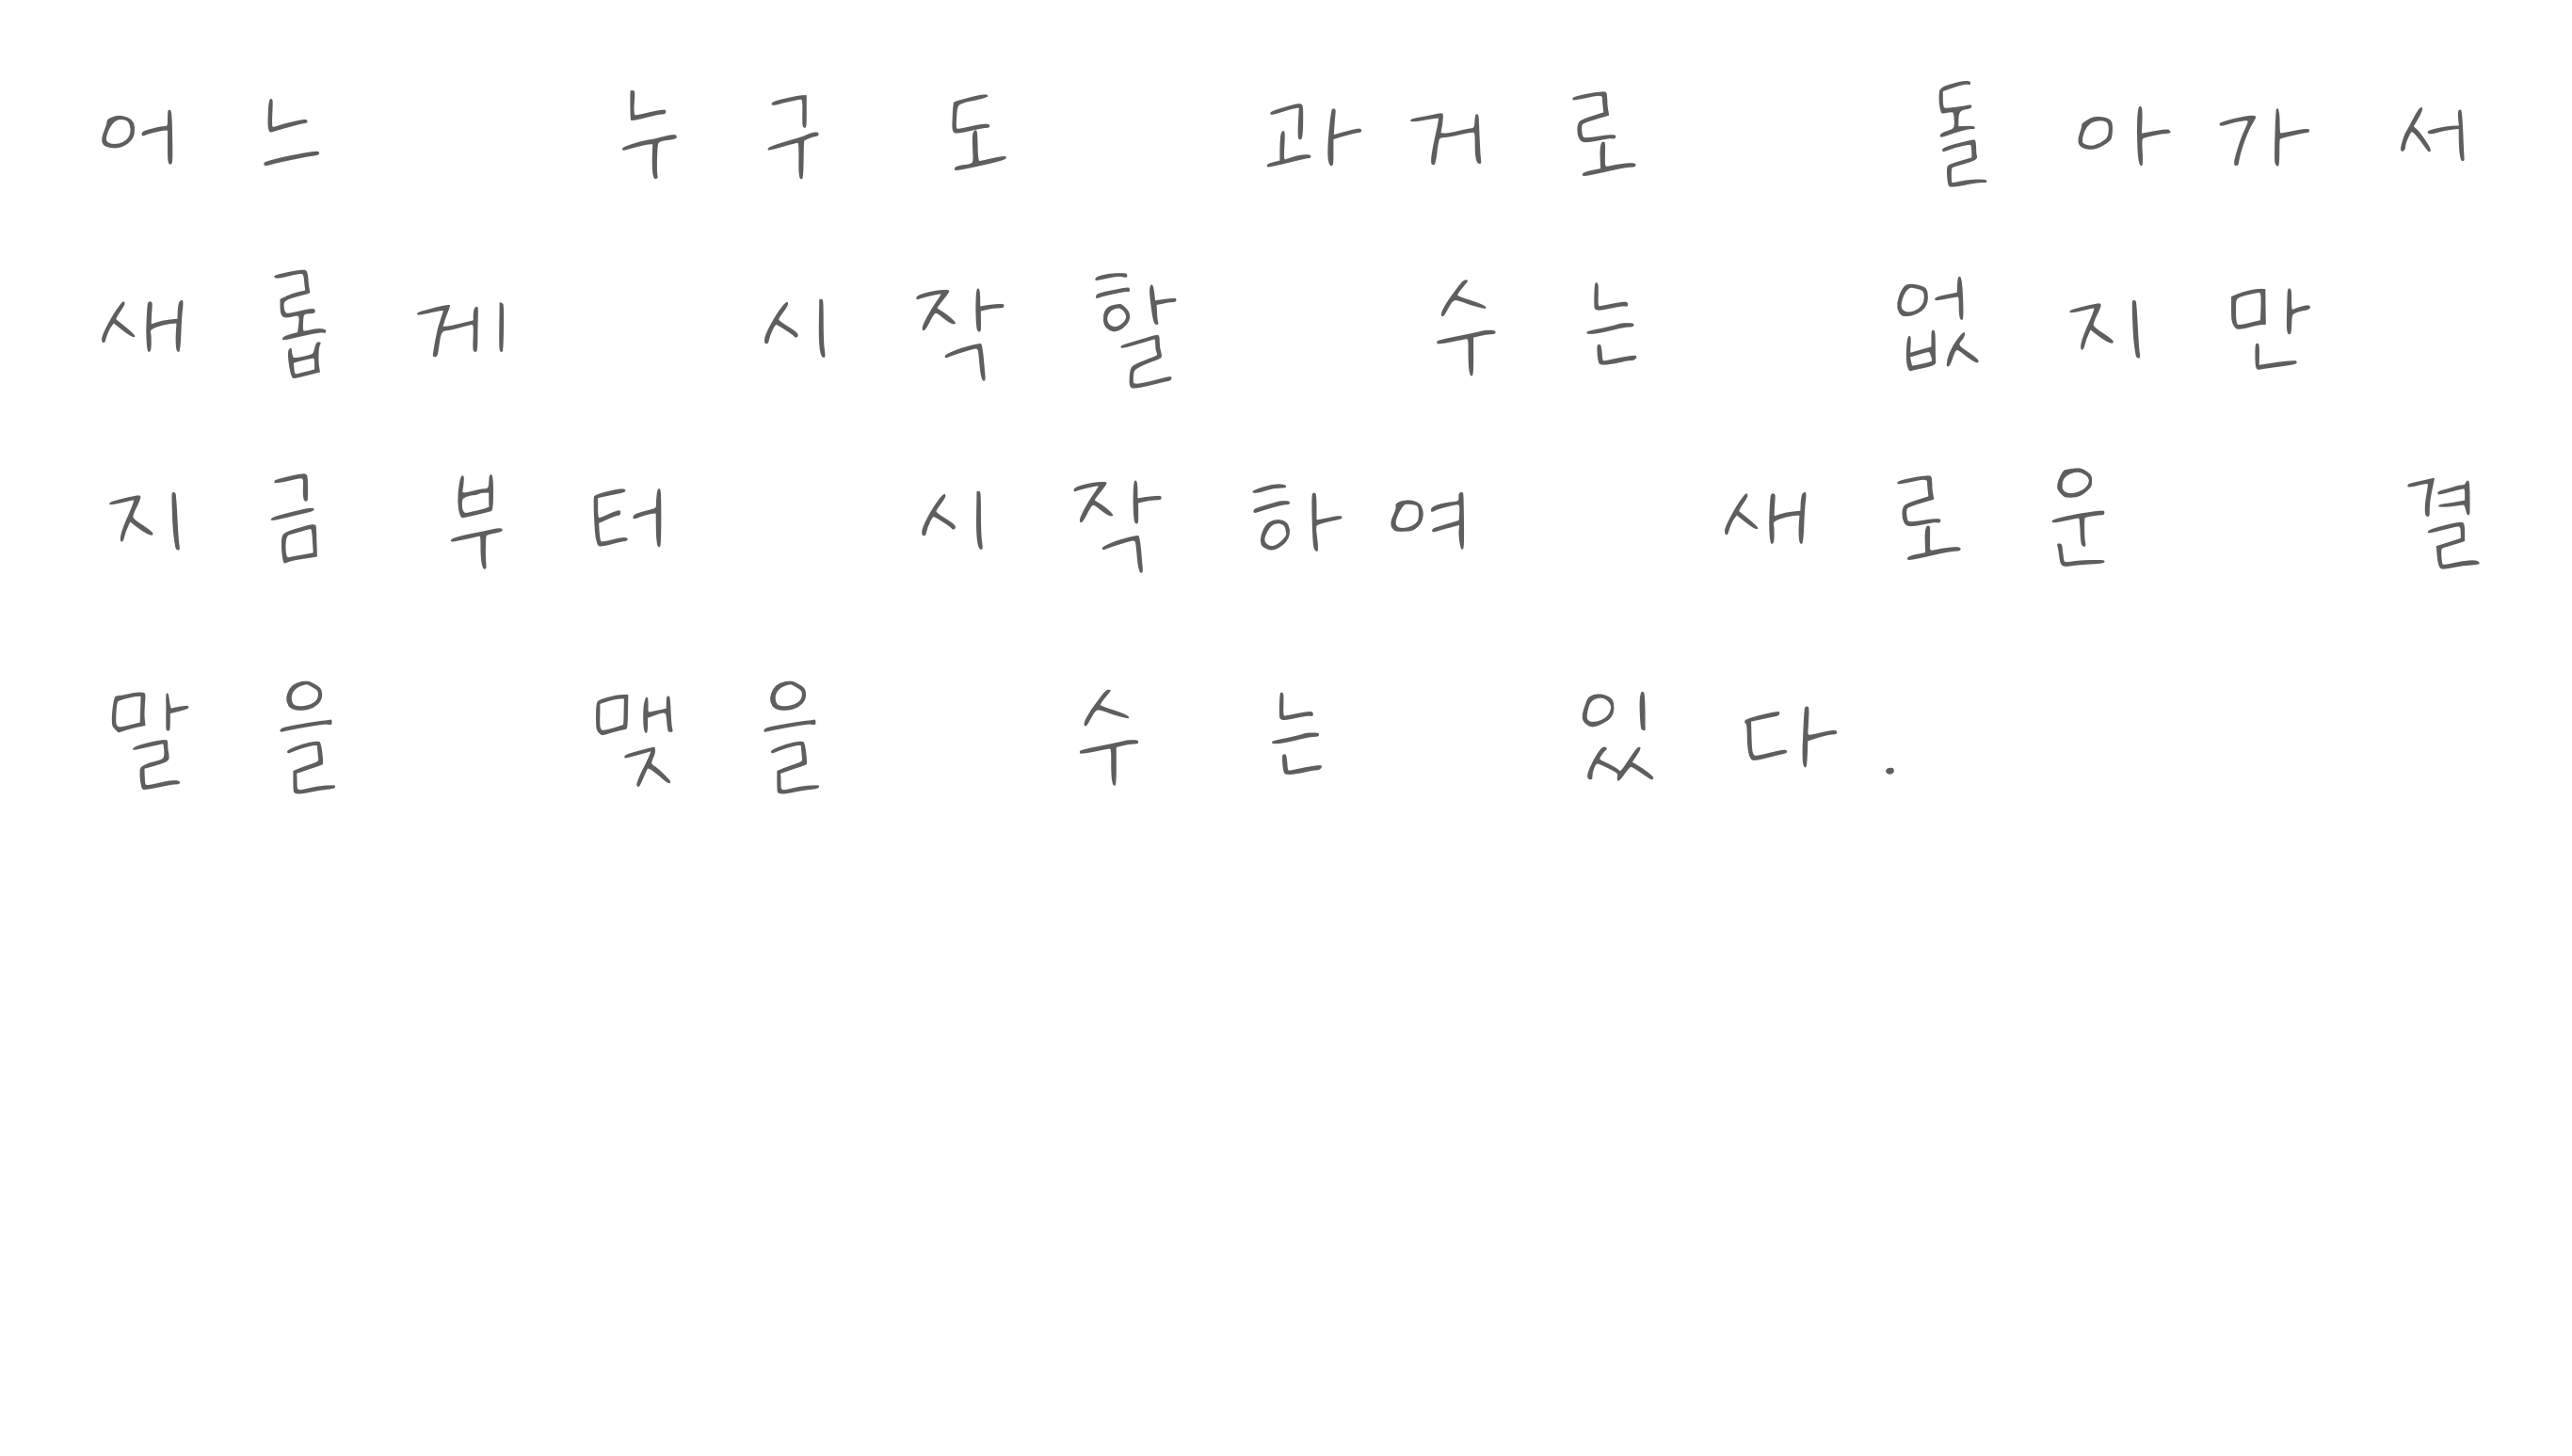 어느 누구도 과거로 돌아가서
새롭게 시작할 수는 없지만
지금부터 시작하여 새로운 결
말을 맺을 수는 있다.